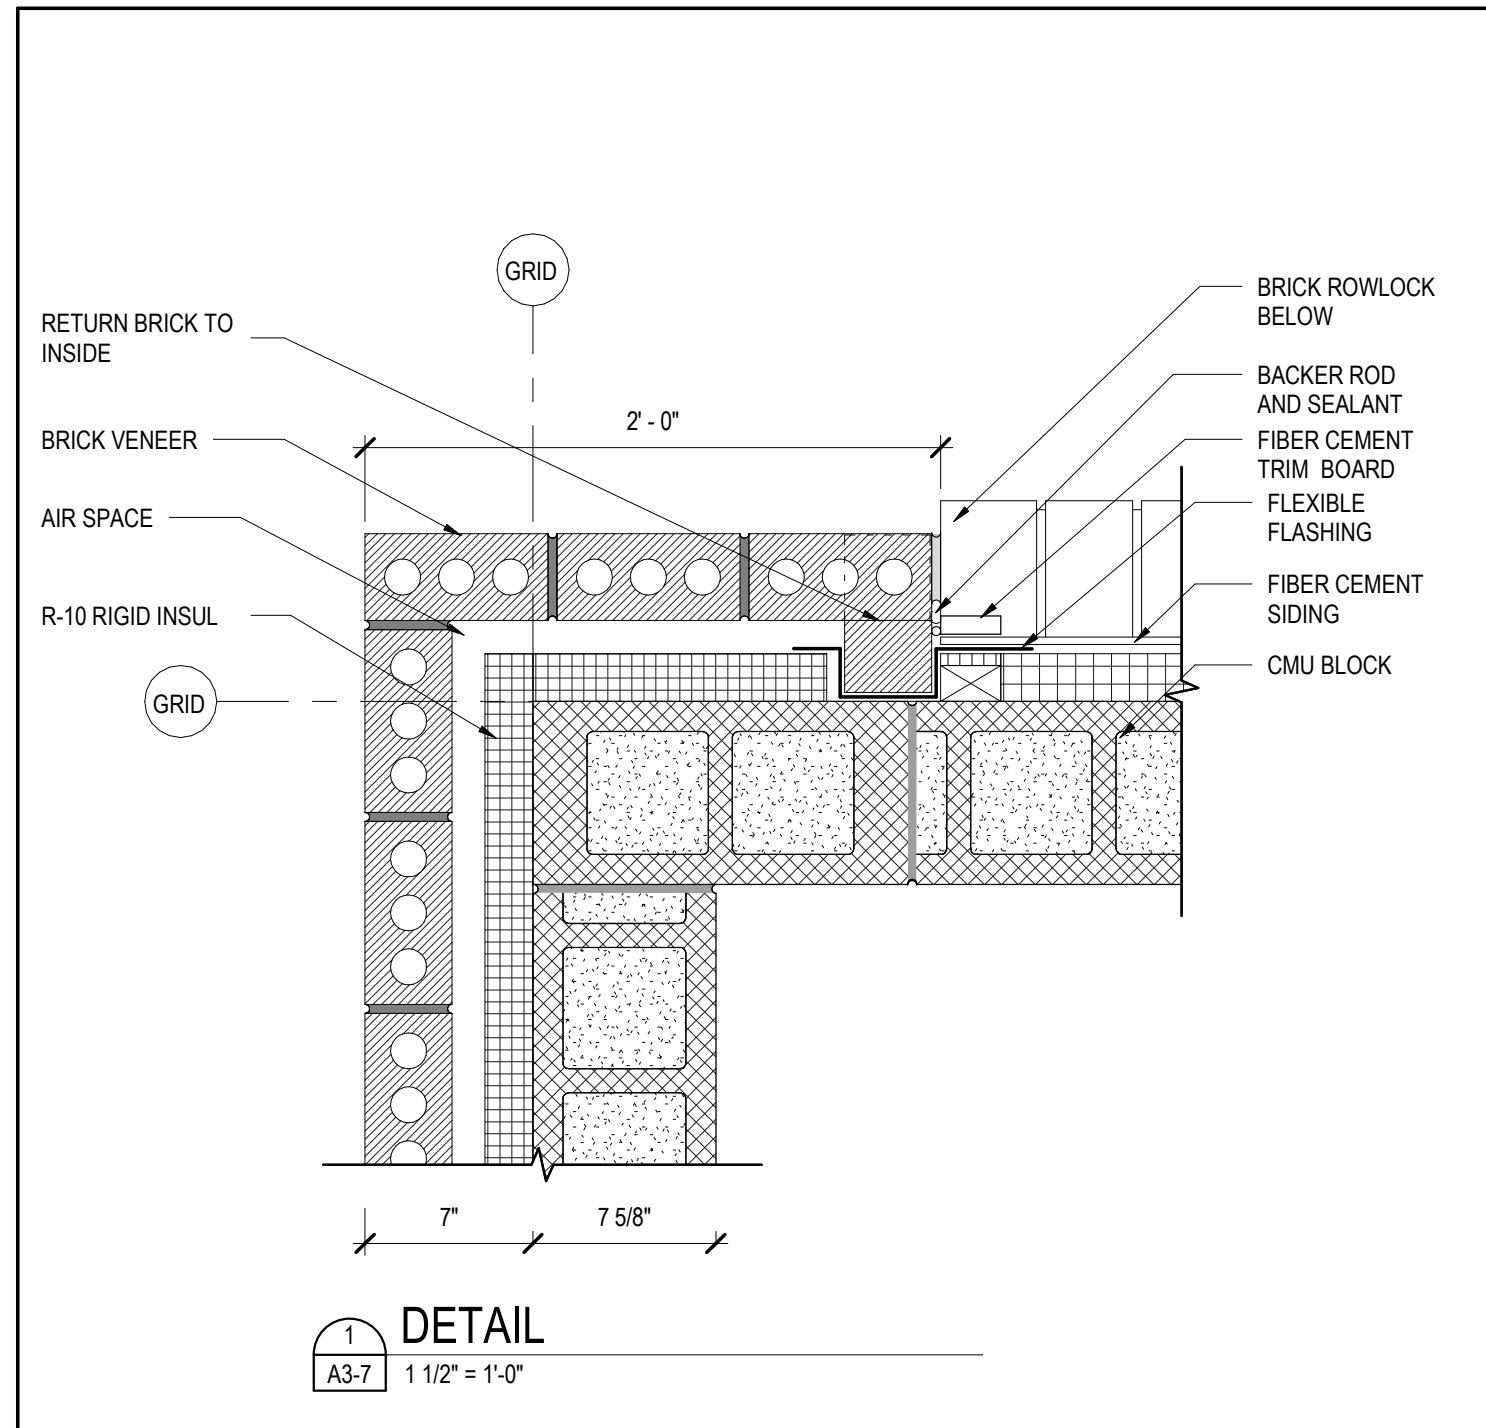 GRID
RETURN BRICK TO
INSIDE
BRICK VENEER
AIR SPACE
R-10 RIGID INSUL
GRID
2' - 0"
BRICK ROWLOCK
BELOW
BACKER ROD
AND SEALANT
FIBER CEMENT
TRIM BOARD
FLEXIBLE
FLASHING
FIBER CEMENT
SIDING
CMU BLOCK
7"
7 5/8"
1
A3-7
DETAIL
1 1/2" = 1'-0"